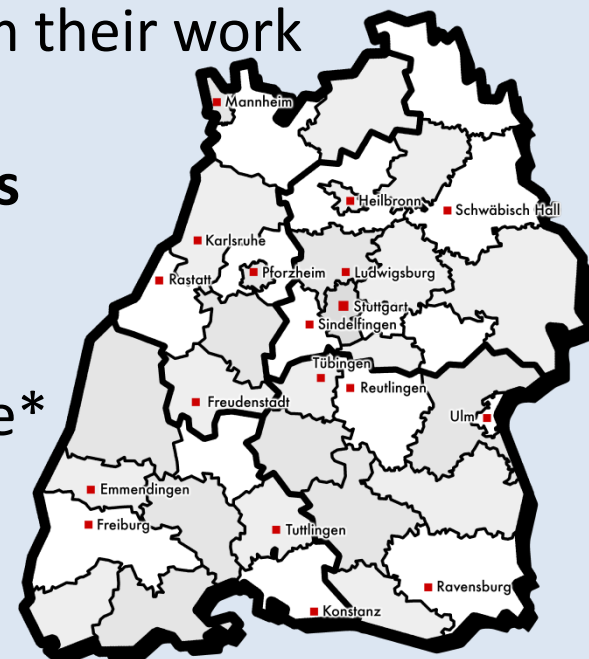 n their work
Mannheim
s
Heilbronn
Schwäbisch Hall
Karlsruhe
Pforzheim
Ludwigsburg
Rastatt
Stuttgart
Sindelfingen
Tübingen
Reutlingen
Freudenstadt
e*
Ulm
Emmendingen
Freiburg
Tuttlingen
Ravensburg
Konstanz